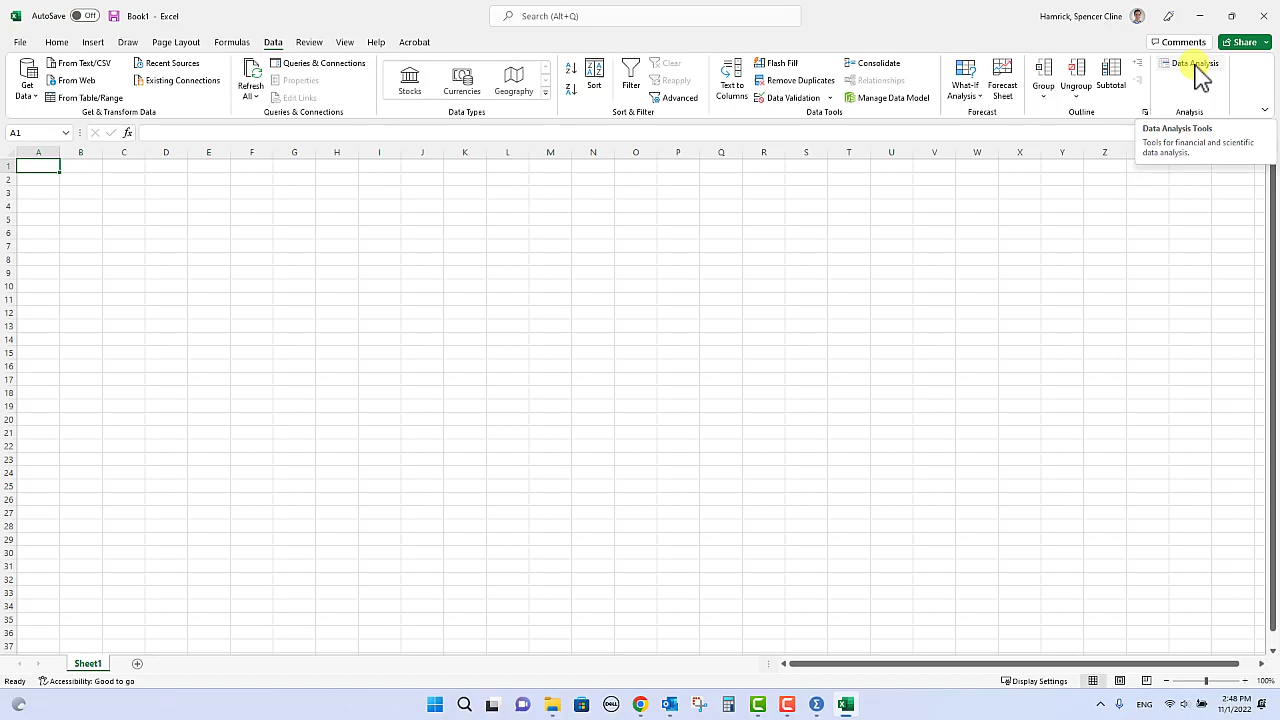 AutoSave Off Book1 - Excel Search (Alt+Q) Hamrick, Spencer Cline
File Home Insert Draw Page Layout Formulas Data Review View Help Acrobat Comments Share
Get Data
From Text/CSV
From Web
From Table/Range
Recent Sources
Existing Connections
Get & Transform Data
Refresh All
Queries & Connections
Properties
Edit Links
Queries & Connections
Stocks Currencies Geography
Data Types
Sort Filter
Clear
Reapply
Advanced
Sort & Filter
Text to Columns
Flash Fill
Remove Duplicates
Data Validation
Consolidate
Relationships
Manage Data Model
Data Tools
What-If Analysis Forecast Sheet
Forecast
Group Ungroup Subtotal
Outline
Data Analysis
Analysis
A1 fx
Data Analysis Tools
Tools for financial and scientific
data analysis.
A B C D E F G H I J K L M N O P Q R S T U V W X Y Z
1
2
3
4
5
6
7
8
9
10
11
12
13
14
15
16
17
18
19
20
21
22
23
24
25
26
27
28
29
30
31
32
33
34
35
36
37
Sheet1
Ready Accessibility: Good to go Display Settings 100%
DELL ENG 2:48 PM
11/1/2022